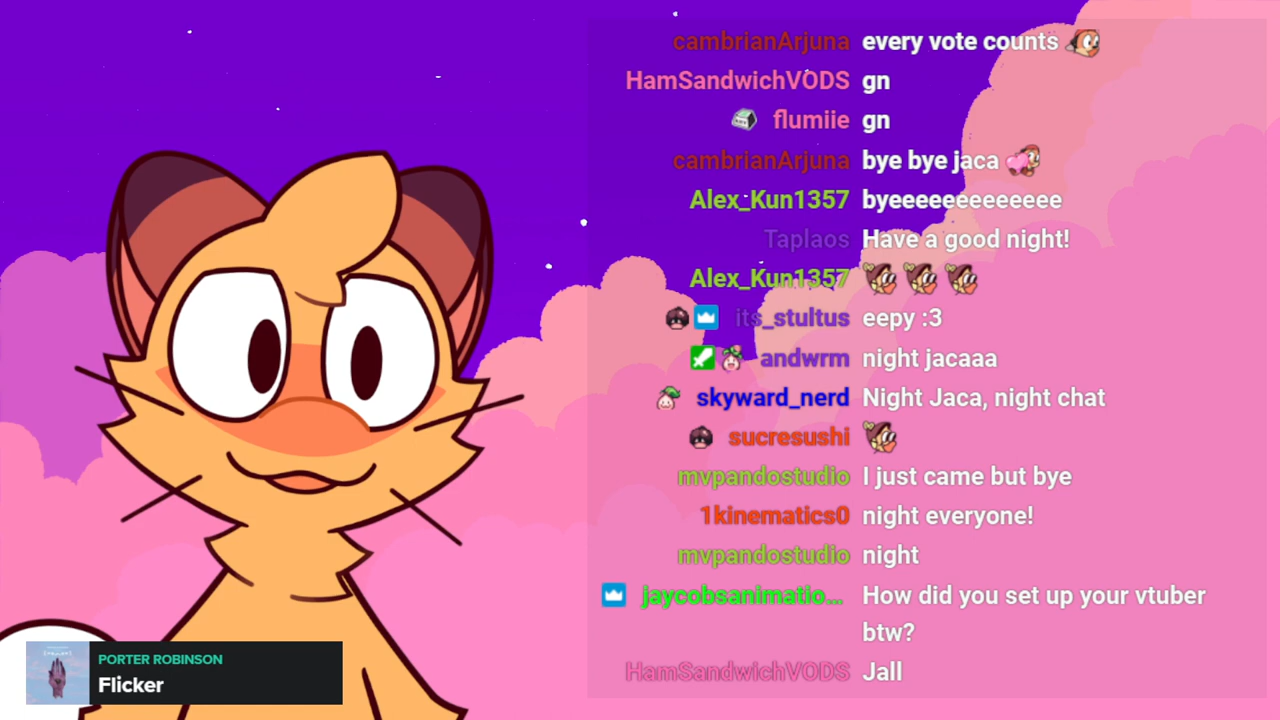 cambrianArjuna every vote counts
HamSandwichVODS gn
flumiie gn
cambrianArjuna bye bye jaca
Alex_Kun1357 byeeeeeeeeeeeee
Taplaos Have a good night!
Alex_Kun1357
its_stultus eepy :3
andwrm night jacaaa
skyward_nerd Night Jaca, night chat
sucresushi
mvpandostudio I just came but bye
1kinematics0 night everyone!
mvpandostudio night
jaycobsanimatio... How did you set up your vtuber
btw?
HamSandwichVODS Jall
PORTER ROBINSON
Flicker